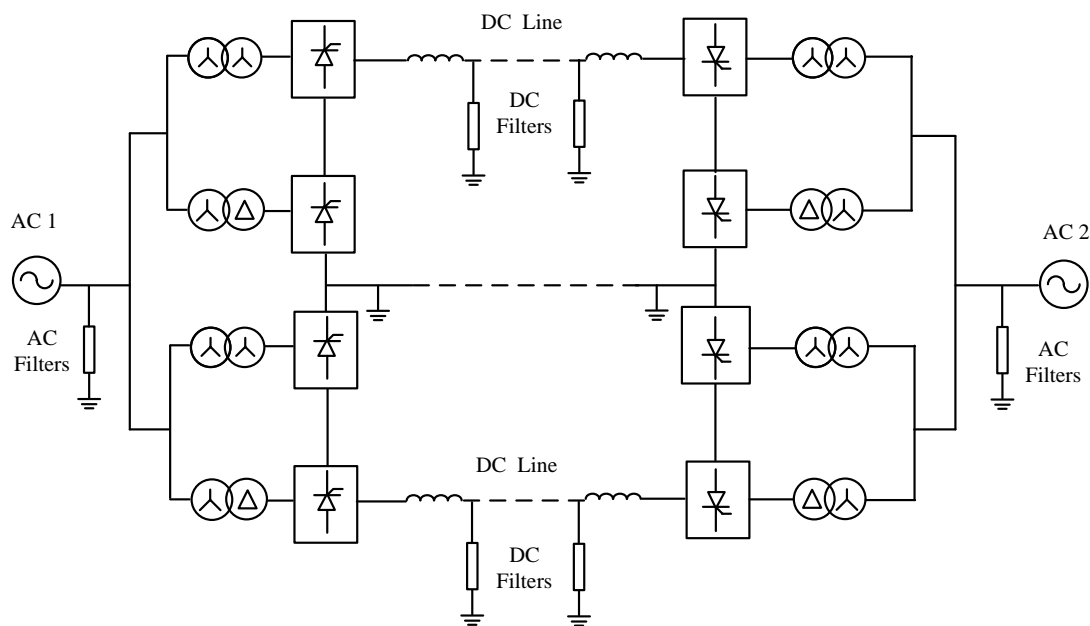 DC Line
DC
Filters
AC 1
AC 2
AC
Filters
AC
Filters
DC Line
DC
Filters